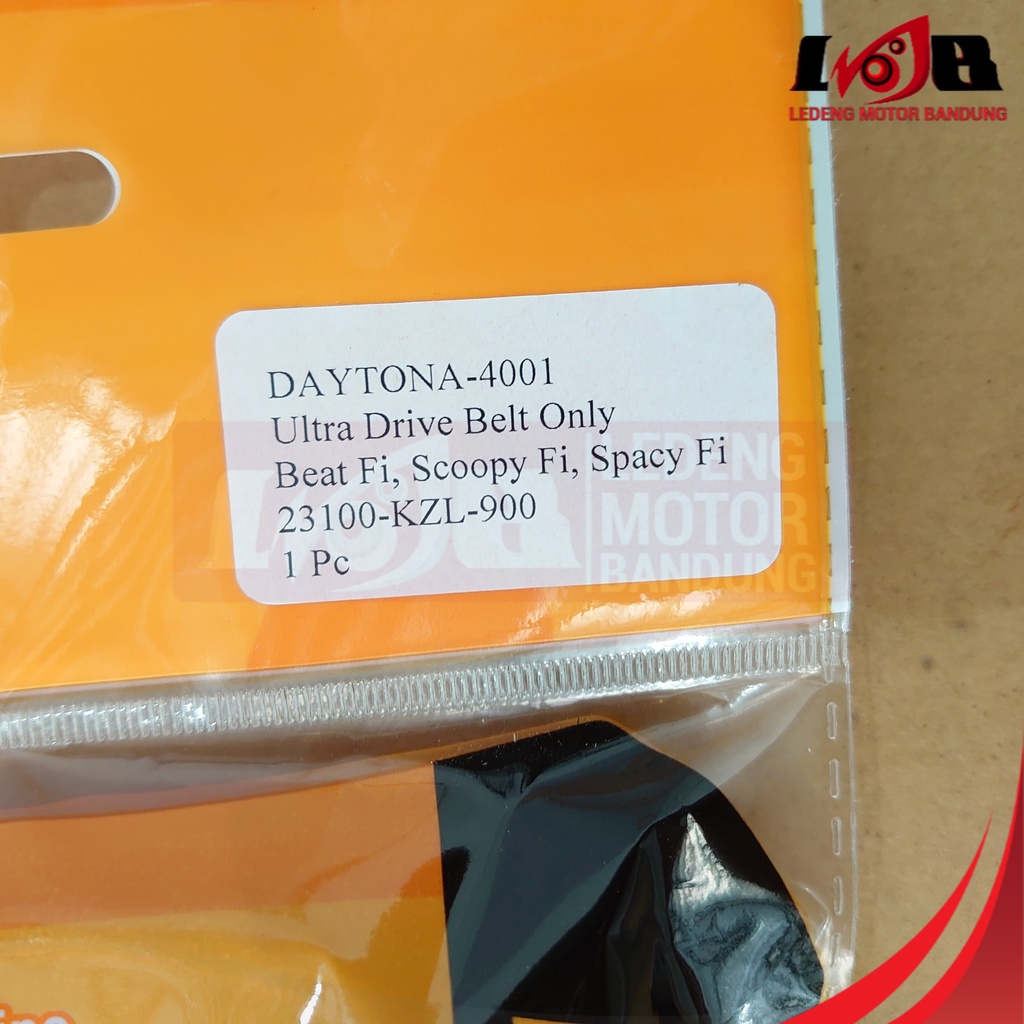 LMB
LEDENG MOTOR BANDUNG
DAYTONA-4001
Ultra Drive Belt Only
Beat Fi, Scoopy Fi, Spacy Fi
23100-KZL-900
1 Pc
LEDENG
MOTOR
BANDUNG